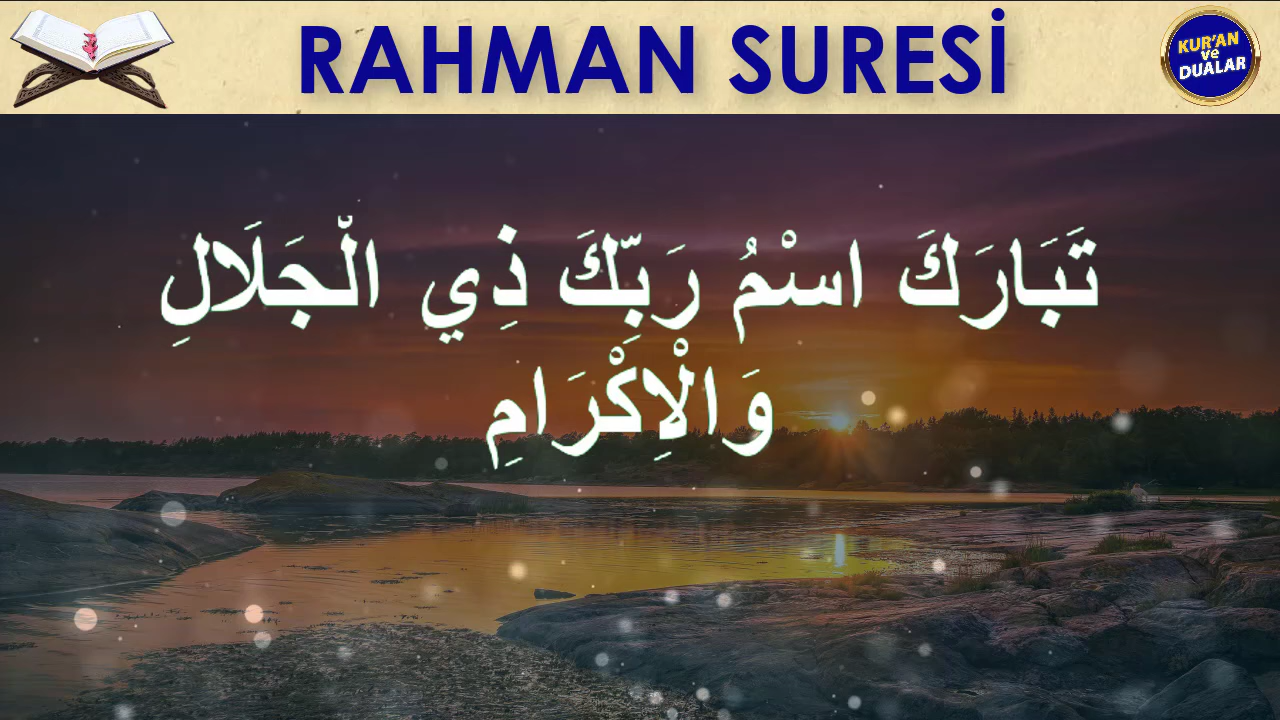 RAHMAN SURESİ
KUR'AN
ve
DUALAR
تَبَارَكَ اسْمُ رَبِّكَ ذِي الْجَلَالِ
وَالْاِكْرَامِ